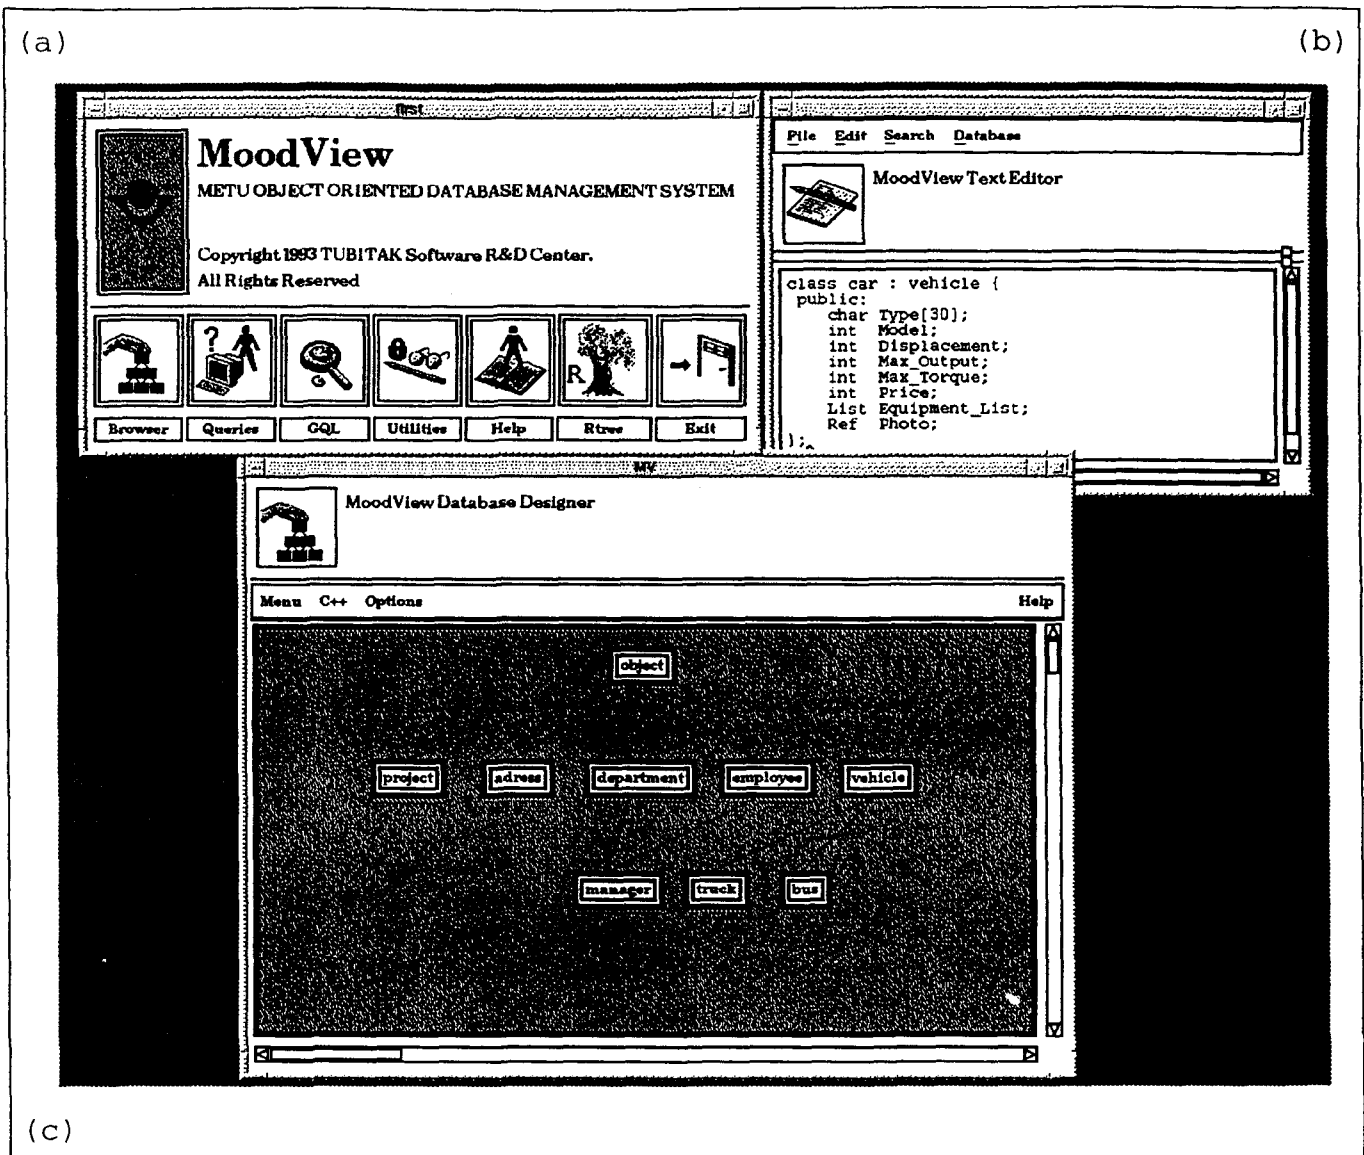 (a)
(b)
first
MoodView
METU OBJECT ORIENTED DATABASE MANAGEMENT SYSTEM
Copyright 1993 TUBITAK Software R&D Center.
All Rights Reserved
?
R
Browser Queries GQL Utilities Help Rtree Exit
File Edit Search Database
MoodView Text Editor
class car : vehicle {
public:
char Type[30];
int Model;
int Displacement;
int Max_Output;
int Max_Torque;
int Price;
List Equipment_List;
Ref Photo;
};
MV
MoodView Database Designer
Menu C++ Options Help
object
project adress department employee vehicle
manager truck bus
(c)